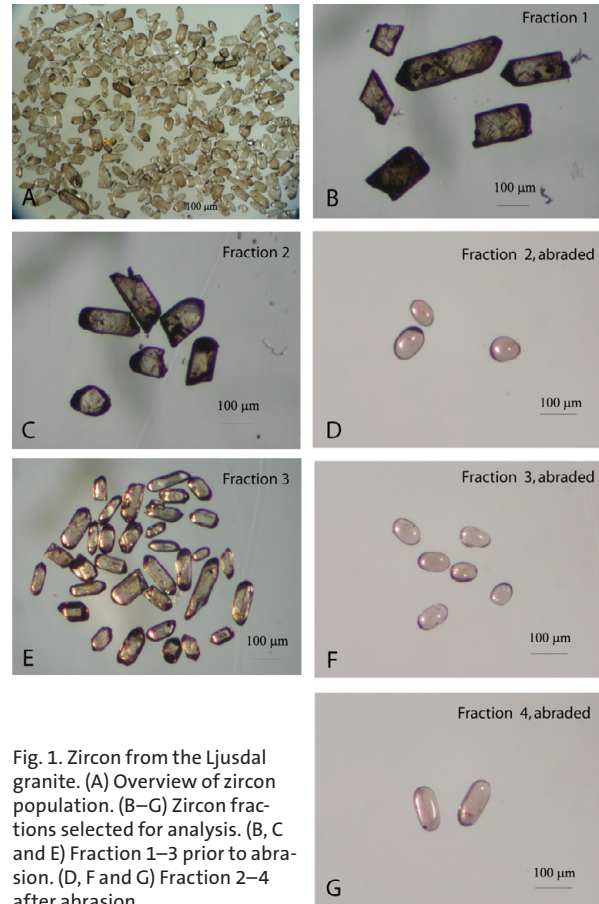 A
100 µm
Fraction 1
B
100 µm
Fraction 2
C
100 µm
Fraction 2, abraded
D
100 µm
Fraction 3
E
100 µm
Fraction 3, abraded
F
100 µm
Fraction 4, abraded
G
100 µm
Fig. 1. Zircon from the Ljusdal
granite. (A) Overview of zircon
population. (B–G) Zircon frac-
tions selected for analysis. (B, C
and E) Fraction 1–3 prior to abra-
sion. (D, F and G) Fraction 2–4
after abrasion